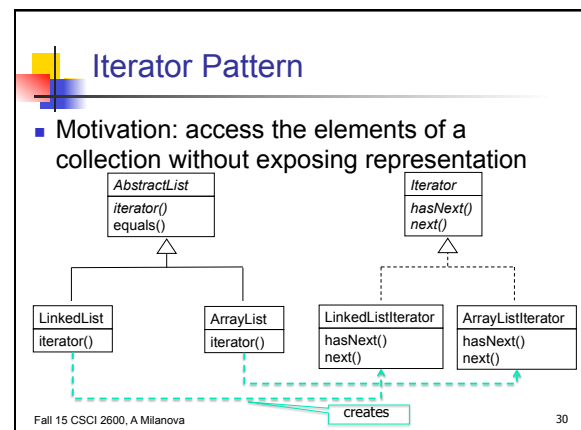 Iterator Pattern
Motivation: access the elements of a
collection without exposing representation
AbstractList
iterator()
equals()
Iterator
hasNext()
next()
LinkedList
iterator()
ArrayList
iterator()
LinkedListIterator
hasNext()
next()
ArrayListIterator
hasNext()
next()
creates
Fall 15 CSCI 2600, A Milanova
30